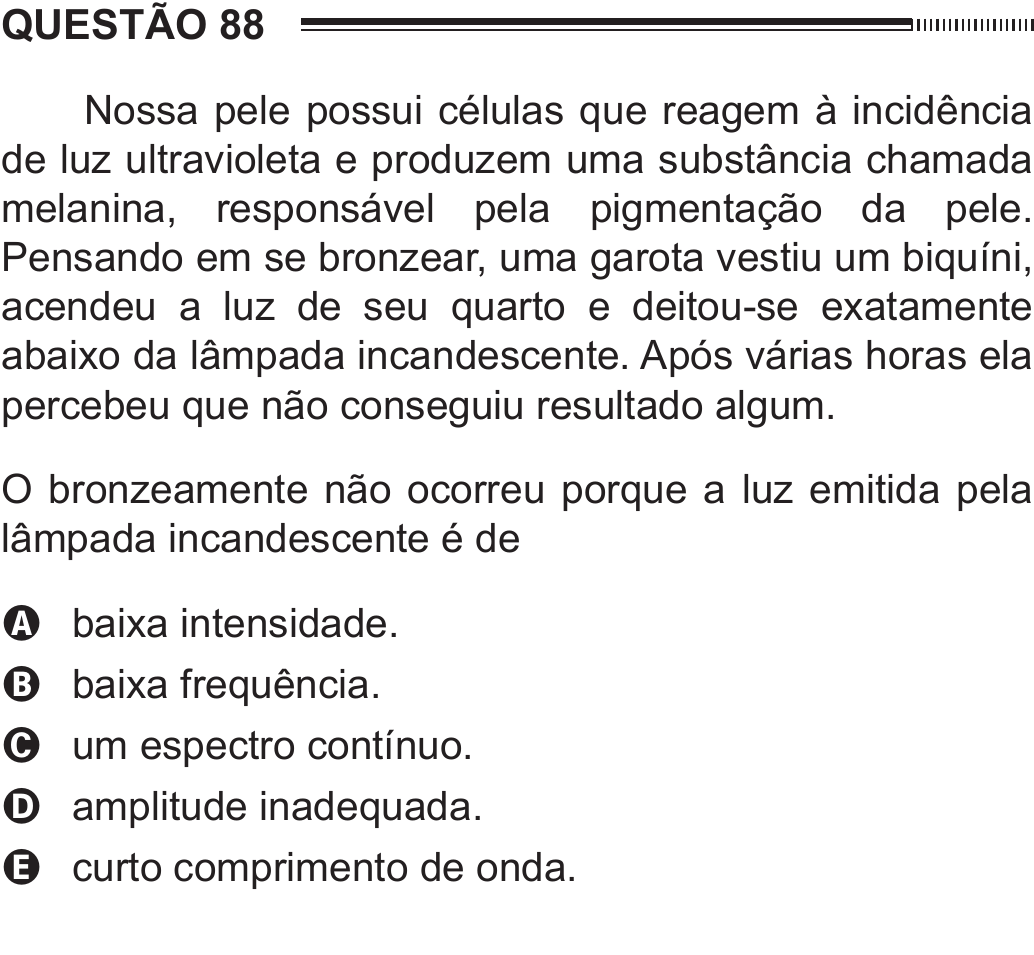 QUESTÃO 88
Nossa pele possui células que reagem à incidência
de luz ultravioleta e produzem uma substância chamada
melanina, responsável pela pigmentação da pele.
Pensando em se bronzear, uma garota vestiu um biquíni,
acendeu a luz de seu quarto e deitou-se exatamente
abaixo da lâmpada incandescente. Após várias horas ela
percebeu que não conseguiu resultado algum.
O bronzeamento não ocorreu porque a luz emitida pela
lâmpada incandescente é de
A baixa intensidade.
B baixa frequência.
C um espectro contínuo.
D amplitude inadequada.
E curto comprimento de onda.